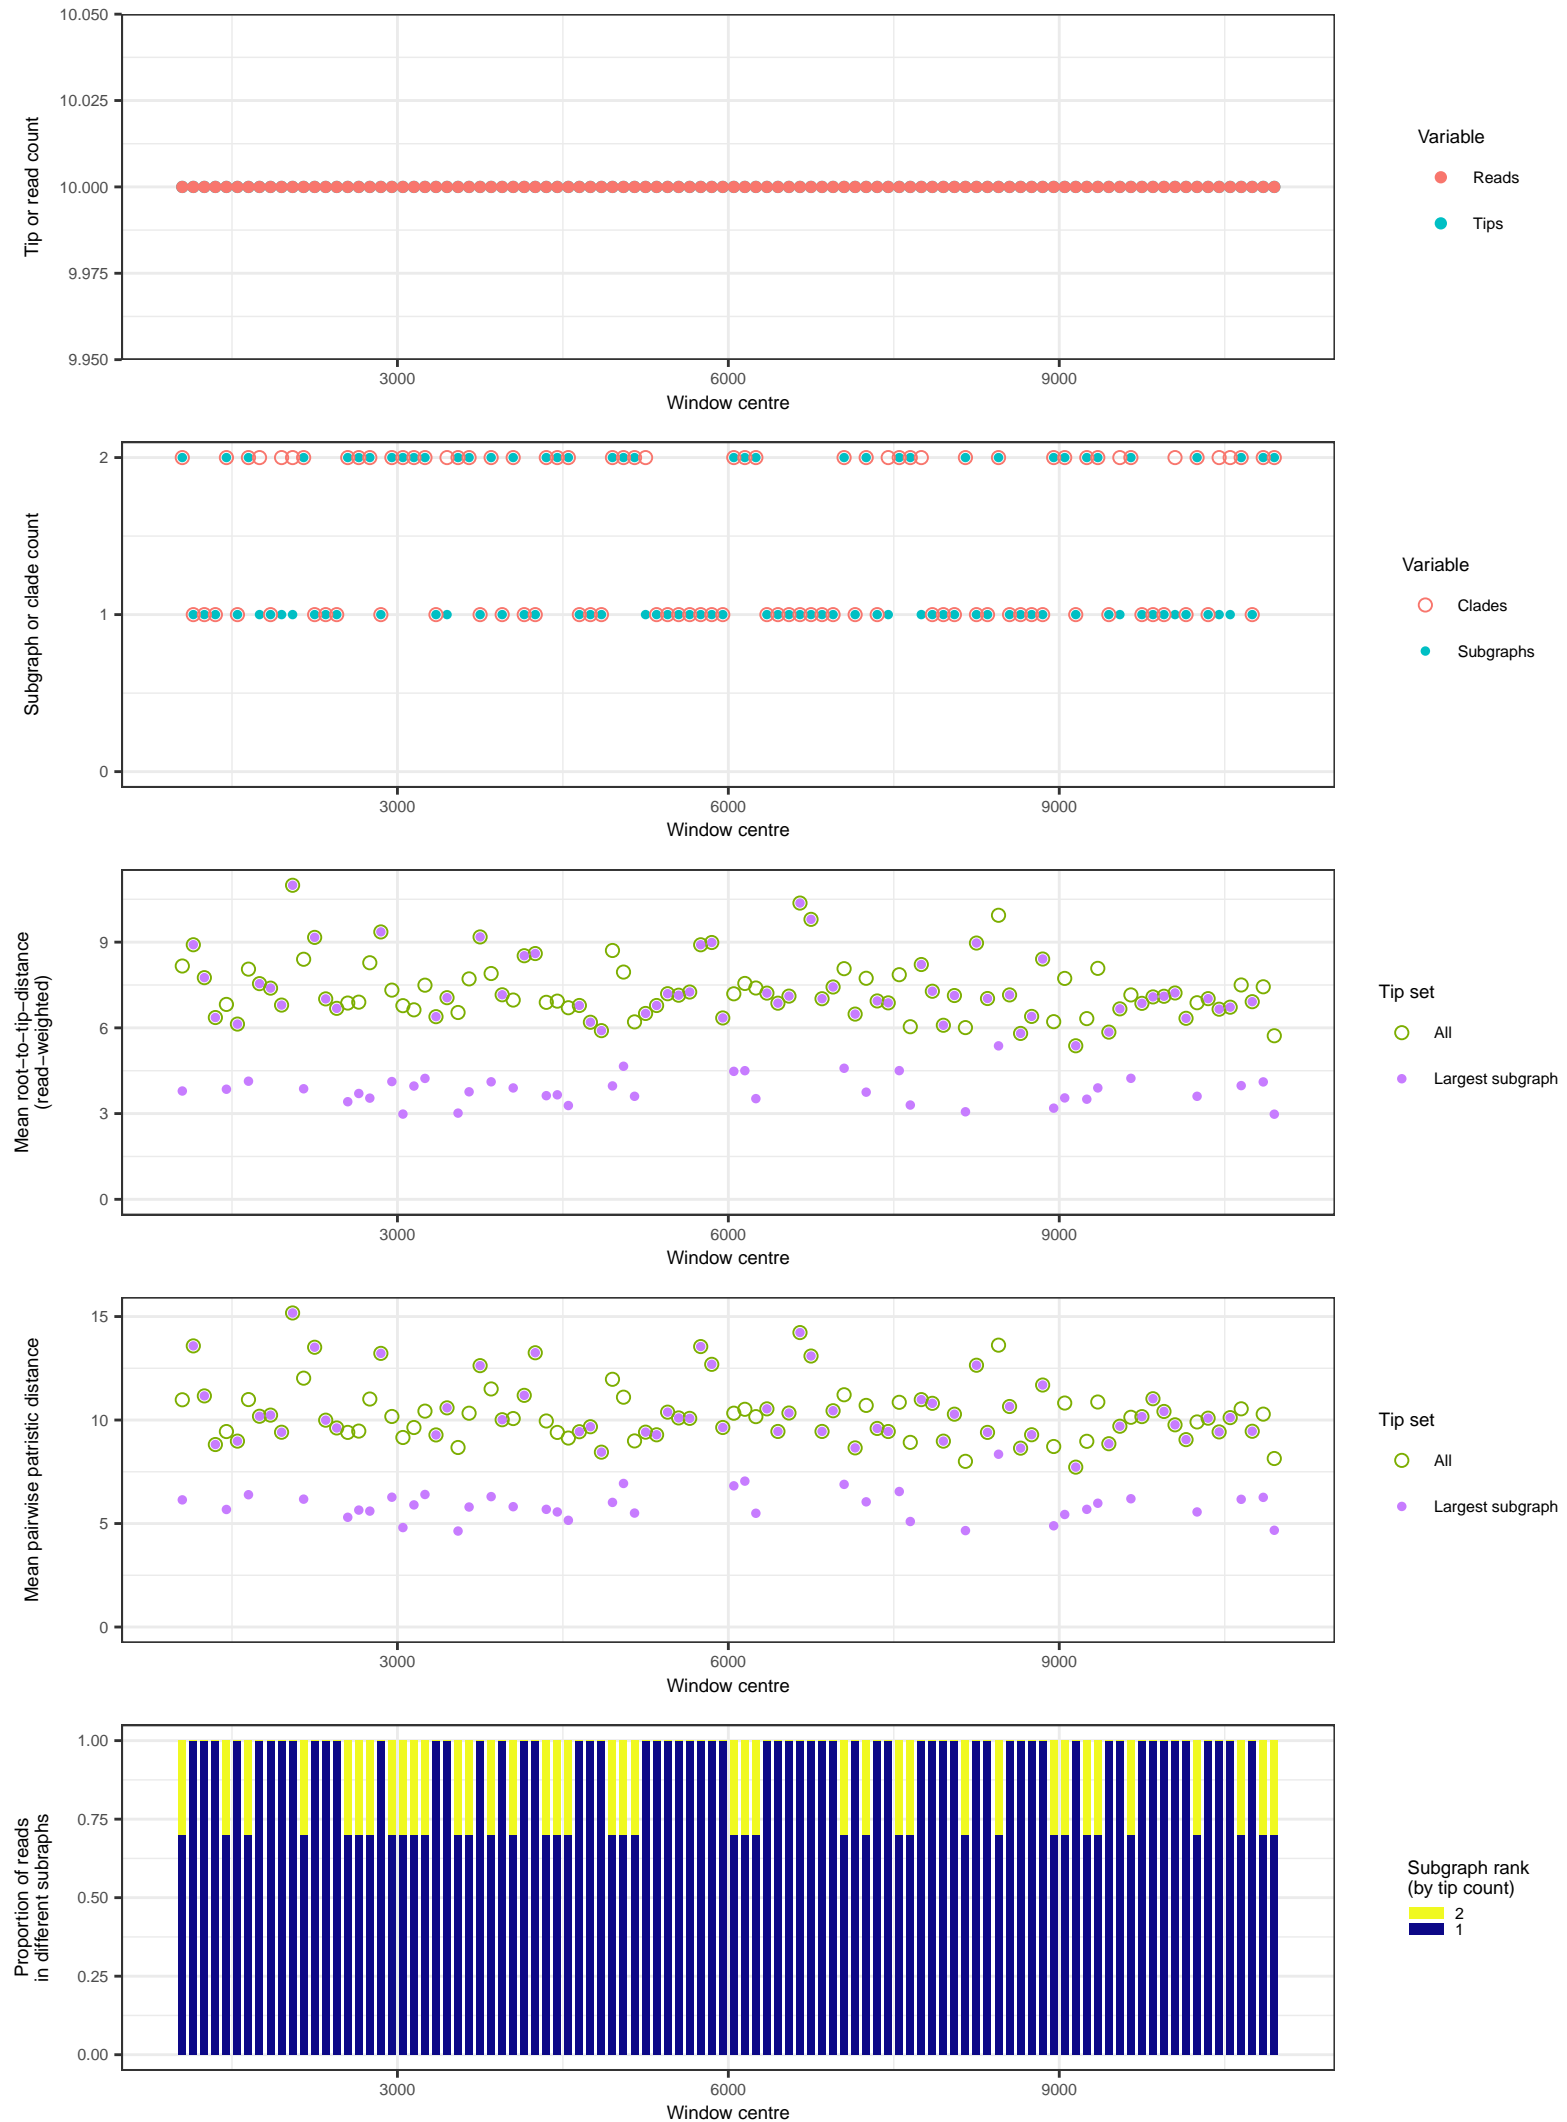 10.050
10.025
10.000
9.975
9.950
Tip or read count
3000 6000 9000
Window centre
Variable
Reads
Tips
2
1
0
Subgraph or clade count
3000 6000 9000
Window centre
Variable
Clades
Subgraphs
9
6
3
0
Mean root−to−tip−distance
(read−weighted)
3000 6000 9000
Window centre
Tip set
All
Largest subgraph
15
10
5
0
Mean pairwise patristic distance
3000 6000 9000
Window centre
Tip set
All
Largest subgraph
1.00
0.75
0.50
0.25
0.00
Proportion of reads
in different subraphs
3000 6000 9000
Window centre
Subgraph rank
(by tip count)
2
1